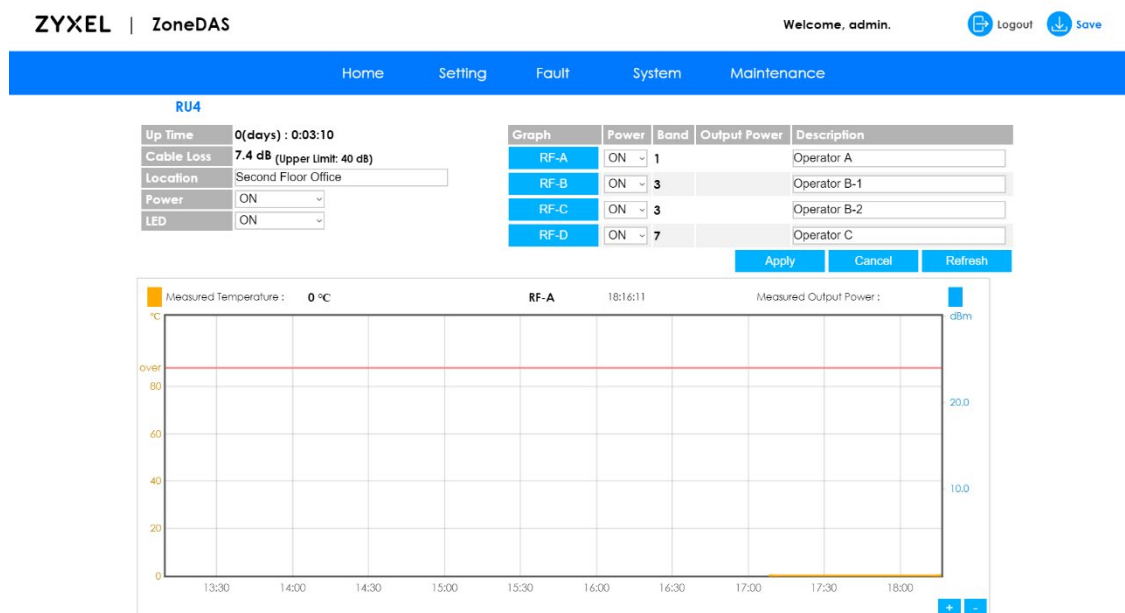 ZYXEL | ZoneDAS Welcome, admin. Logout Save
Home Setting Fault System Maintenance
RU4
Up Time 0(days) : 0:03:10
Cable Loss 7.4 dB (Upper Limit: 40 dB)
Location Second Floor Office
Power ON
LED ON
Graph Power Band Output Power Description
RF-A ON 1 Operator A
RF-B ON 3 Operator B-1
RF-C ON 3 Operator B-2
RF-D ON 7 Operator C
Apply Cancel Refresh
Measured Temperature : 0 °C RF-A 18:16:11 Measured Output Power :
°C dBm
over
80
20.0
60
40
10.0
20
0
13:30 14:00 14:30 15:00 15:30 16:00 16:30 17:00 17:30 18:00
+ -